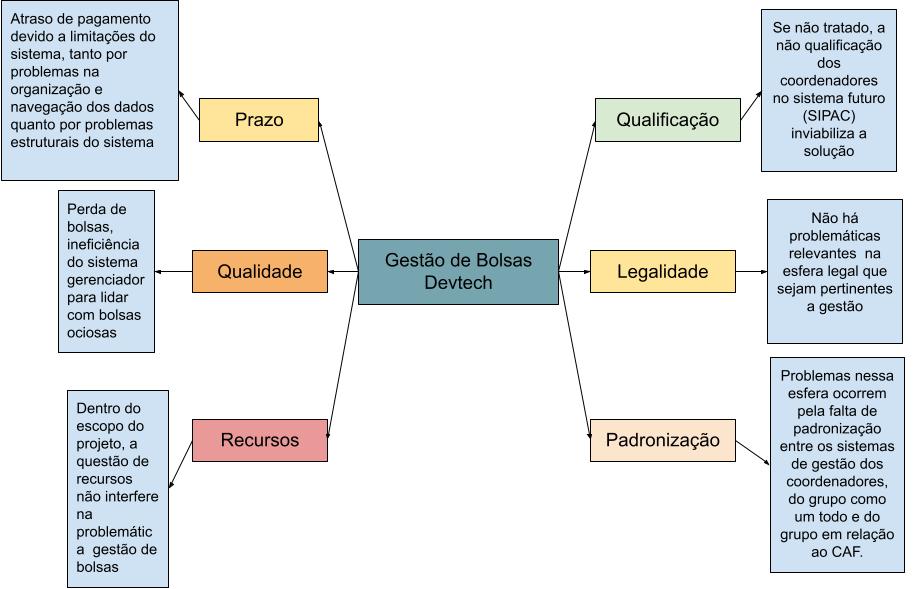 Atraso de pagamento
devido a limitações do
sistema, tanto por
problemas na
organização e
navegação dos dados
quanto por problemas
estruturais do sistema
Prazo
Perda de
bolsas,
ineficiência
do sistema
gerenciador
para lidar
com bolsas
ociosas
Qualidade
Dentro do
escopo do
projeto, a
questão de
recursos
não interfere
na
problemátic
a  gestão de
bolsas
Recursos
Gestão de Bolsas
Devtech
Qualificação
Se não tratado, a
não qualificação
dos
coordenadores
no sistema futuro
(SIPAC)
inviabiliza a
solução
Legalidade
Não há
problemáticas
relevantes  na
esfera legal que
sejam pertinentes
a gestão
Padronização
Problemas nessa
esfera ocorrem
pela falta de
padronização
entre os sistemas
de gestão dos
coordenadores,
do grupo como
um todo e do
grupo em relação
ao CAF.